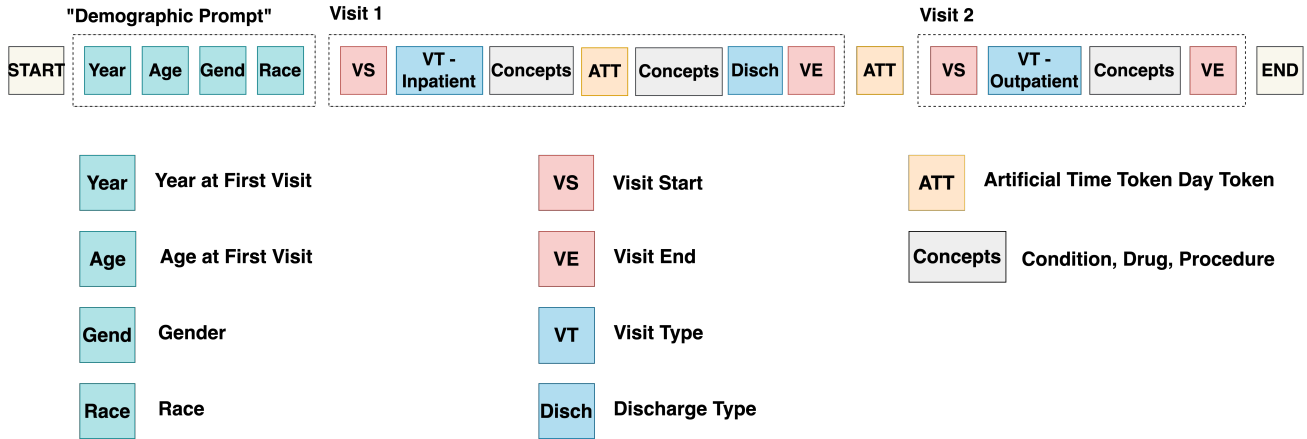 "Demographic Prompt" Visit 1 Visit 2
START Year Age Gend Race VS VT - Inpatient Concepts ATT Concepts Disch VE ATT VS VT - Outpatient Concepts VE END
Year Year at First Visit VS Visit Start ATT Artificial Time Token Day Token
Age Age at First Visit VE Visit End Concepts Condition, Drug, Procedure
Gend Gender VT Visit Type
Race Race Disch Discharge Type